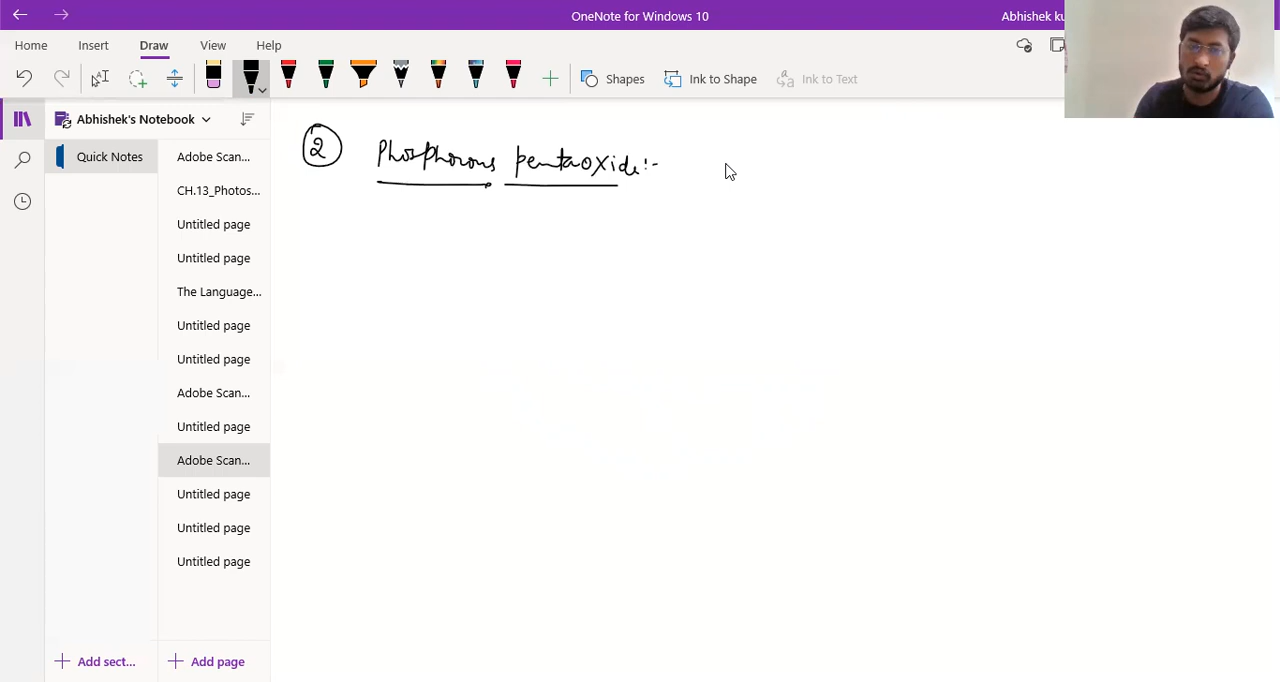 OneNote for Windows 10
Abhishek ku
Home Insert Draw View Help
Shapes Ink to Shape Ink to Text
Abhishek's Notebook
Quick Notes
Adobe Scan...
CH.13_Photos...
Untitled page
Untitled page
The Language...
Untitled page
Untitled page
Adobe Scan...
Untitled page
Adobe Scan...
Untitled page
Untitled page
Untitled page
+ Add sect...
+ Add page
2 Phosphorous pentaoxide:-